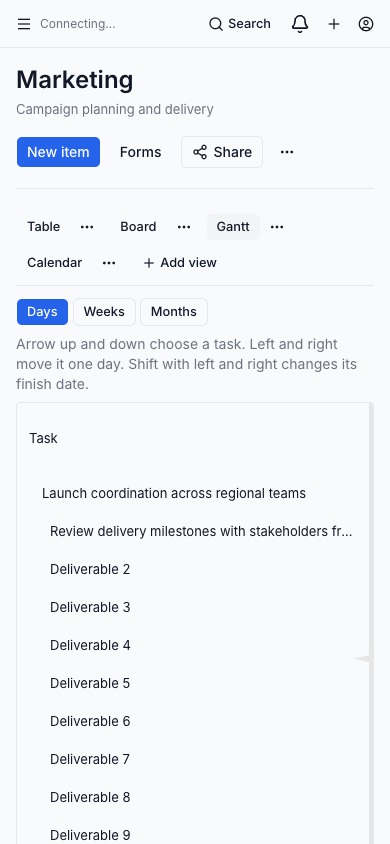 Connecting...
Search
Marketing
Campaign planning and delivery
New item
Forms
Share
Table
Board
Gantt
Calendar
Add view
Days
Weeks
Months
Arrow up and down choose a task. Left and right
move it one day. Shift with left and right changes its
finish date.
Task
Launch coordination across regional teams
Review delivery milestones with stakeholders fr...
Deliverable 2
Deliverable 3
Deliverable 4
Deliverable 5
Deliverable 6
Deliverable 7
Deliverable 8
Deliverable 9